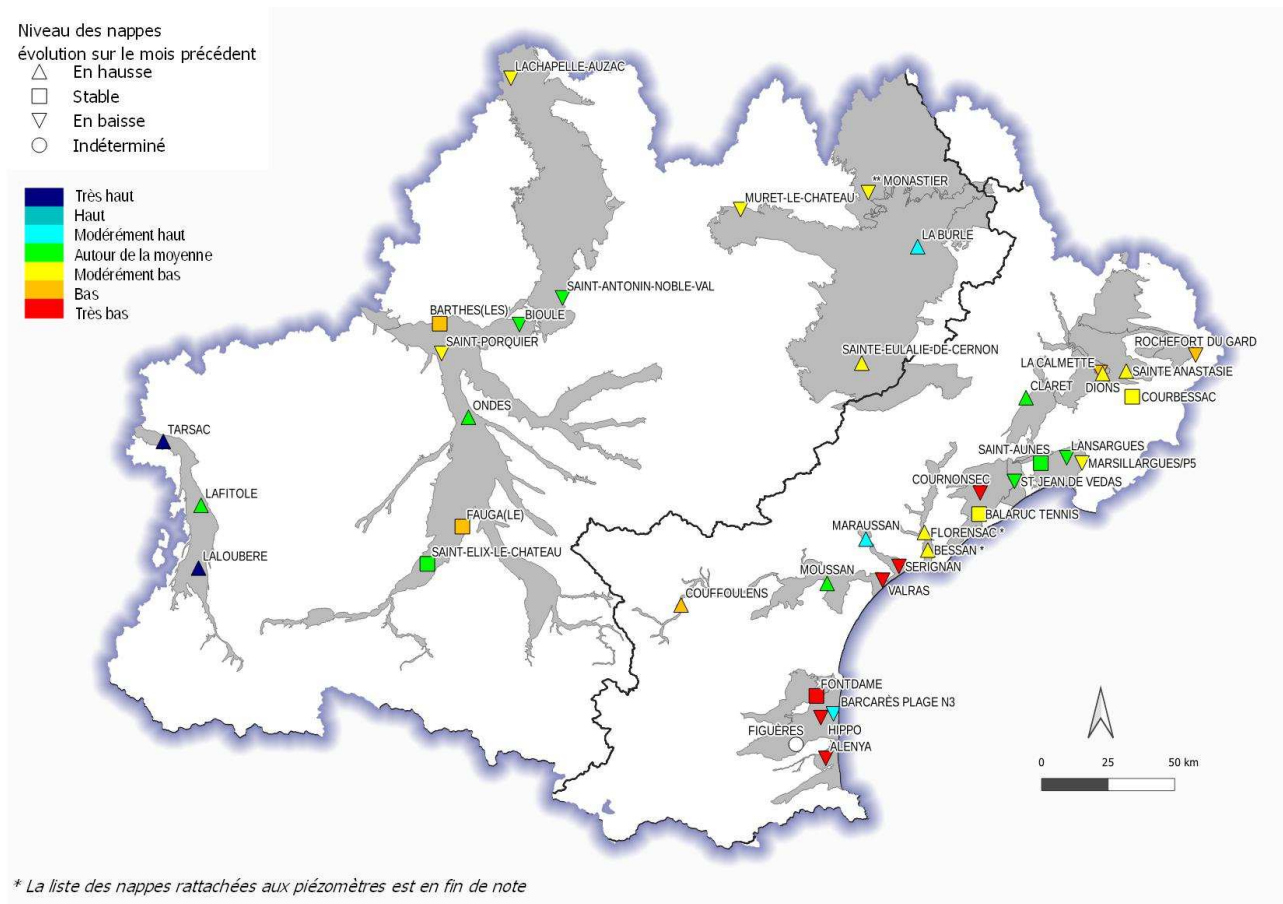 Niveau des nappes
évolution sur le mois précédent
En hausse
Stable
En baisse
Indéterminé
Très haut
Haut
Modérément haut
Autour de la moyenne
Modérément bas
Bas
Très bas
LACHAPELLE-AUZAC
** MONASTIER
MURET-LE-CHATEAU
LA BURLE
SAINT-ANTONIN-NOBLE-VAL
BARTHES(LES)
BIOULE
SAINT-PORQUIER
ROCHEFORT DU GARD
SAINTE-EULALIE-DE-CERNON
LA CALMETTE
SAINTE ANASTASIE
DIONS
CLARET
COURBESSAC
ONDES
TARSAC
SAINT-AUNES
LANSARGUES
MARSILLARGUES/P5
COURNONSEC
ST JEAN DE VEDAS
LAFITOLE
FAUGA(LE)
BALARUC TENNIS
MARAUSSAN
FLORENSAC *
BESSAN *
SAINT-ELIX-LE-CHATEAU
LALOUBERE
MOUSSAN
SERIGNAN
VALRAS
COUFFOULENS
FONTDAME
BARCARÈS PLAGE N3
FIGUÈRES
HIPPO
ALENYA
0 25 50 km
* La liste des nappes rattachées aux piézomètres est en fin de note